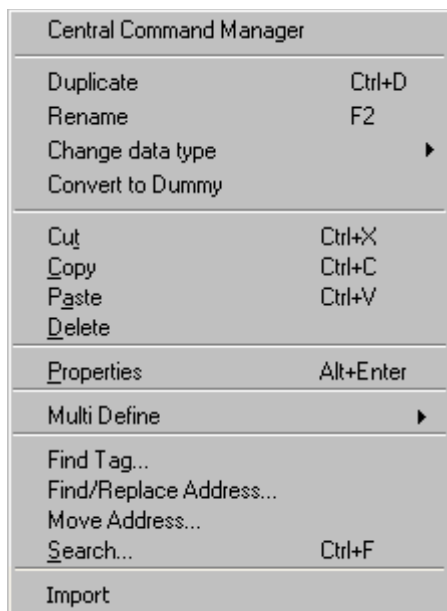 Central Command Manager
Duplicate Ctrl+D
Rename F2
Change data type
Convert to Dummy
Cut Ctrl+X
Copy Ctrl+C
Paste Ctrl+V
Delete
Properties Alt+Enter
Multi Define
Find Tag...
Find/Replace Address...
Move Address...
Search... Ctrl+F
Import